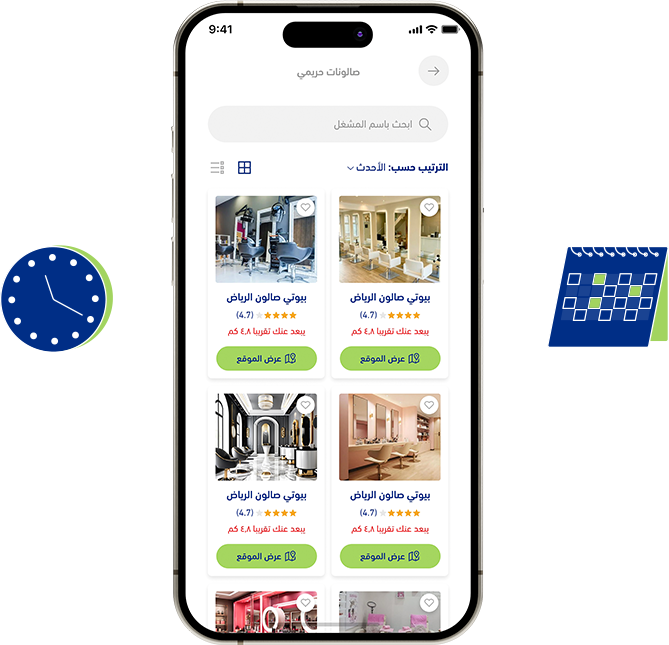 9:41
صالونات حريمي
ابحث باسم المشغل
الترتيب حسب: الأحدث
بيوتي صالون الرياض
(4.7)
يبعد عنك تقريبا ٤,٨ كم
عرض الموقع
بيوتي صالون الرياض
(4.7)
يبعد عنك تقريبا ٤,٨ كم
عرض الموقع
بيوتي صالون الرياض
(4.7)
يبعد عنك تقريبا ٤,٨ كم
عرض الموقع
بيوتي صالون الرياض
(4.7)
يبعد عنك تقريبا ٤,٨ كم
عرض الموقع